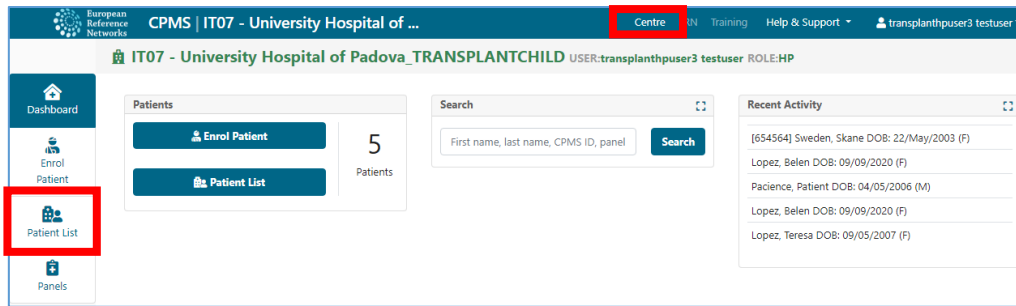 European
Reference
Networks
CPMS | IT07 - University Hospital of ...
Centre
RN
Training
Help & Support
transplanthpuser3 testuser
IT07 - University Hospital of Padova_TRANSPLANTCHILD USER:transplanthpuser3 testuser ROLE:HP
Dashboard
Enrol
Patient
Patient List
Panels
Patients
Enrol Patient
Patient List
5
Patients
Search
First name, last name, CPMS ID, panel
Search
Recent Activity
[654564] Sweden, Skane DOB: 22/May/2003 (F)
Lopez, Belen DOB: 09/09/2020 (F)
Pacience, Patient DOB: 04/05/2006 (M)
Lopez, Belen DOB: 09/09/2020 (F)
Lopez, Teresa DOB: 09/05/2007 (F)